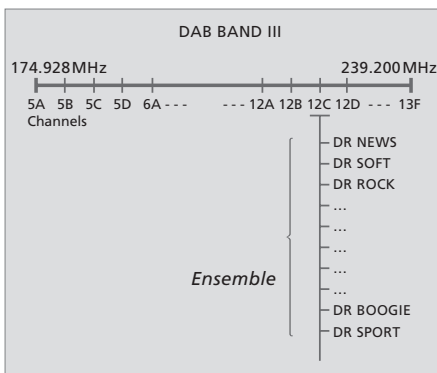 DAB BAND III
174.928MHz 239.200MHz
5A 5B 5C 5D 6A - - - - - - 12A 12B 12C 12D - - - 13F
Channels
DR NEWS
DR SOFT
DR ROCK
...
...
...
...
...
Ensemble
DR BOOGIE
DR SPORT